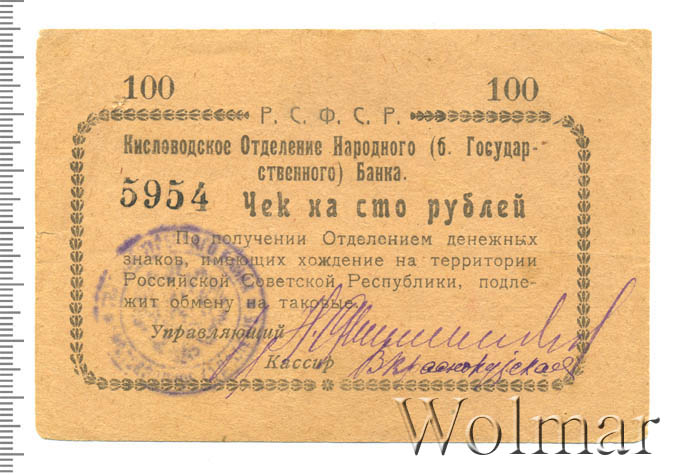 100 100
Р. С. Ф. С. Р.
Кисловодское Отделение Народного (б. Государ-
ственного) Банка.
5954 Чек на сто рублей
По получении Отделением денежных
знаков, имеющих хождение на территории
Российской Советской Республики, подле-
жит обмену на таковые.
Управляющий
Кассир
Wolmar